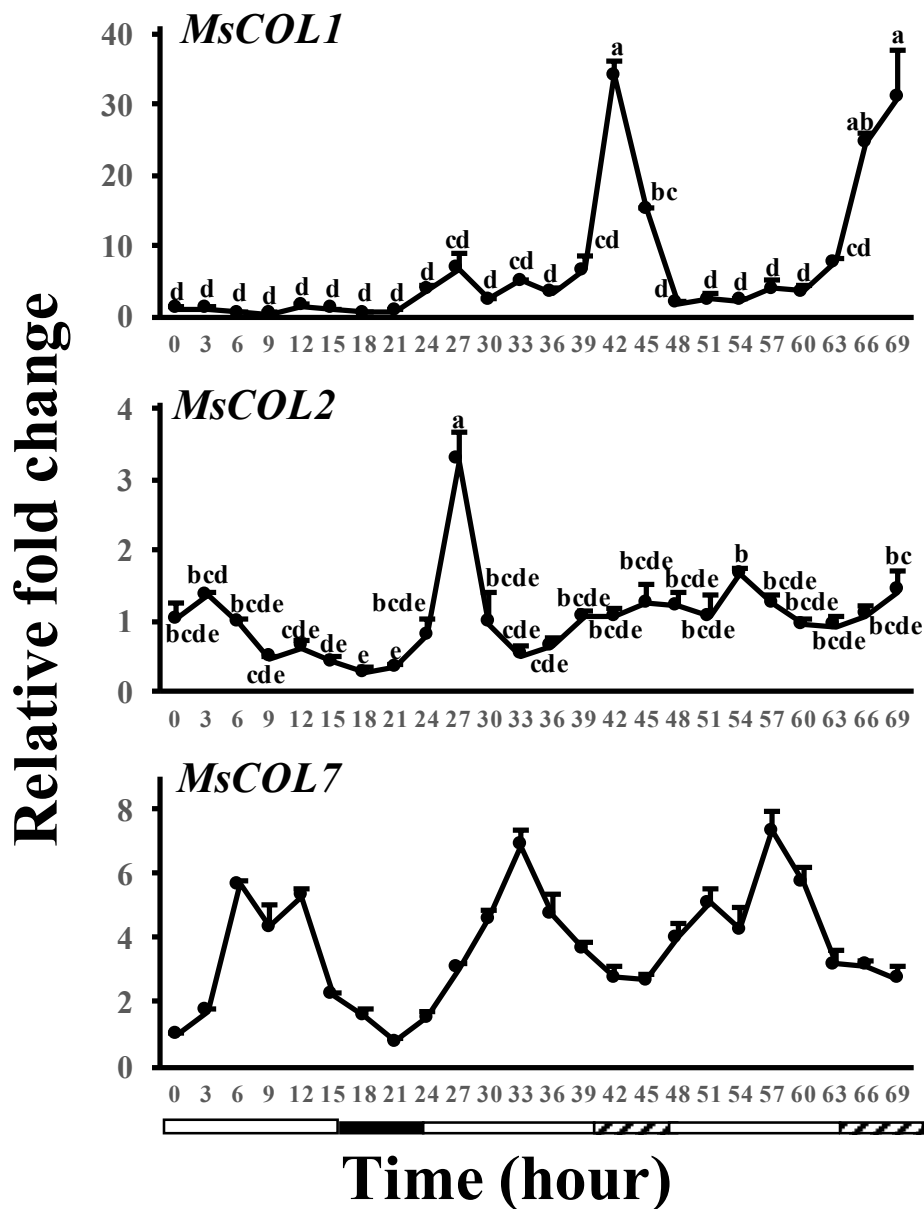 Relative fold change
MsCOL1
40
30
20
10
0
d d d d d d d d d cd d cd d cd a bc d d d d d cd ab a
0 3 6 9 12 15 18 21 24 27 30 33 36 39 42 45 48 51 54 57 60 63 66 69
MsCOL2
4
3
2
1
0
bcde bcd bcde cde cde de e e bcde a bcde cde cde bcde bcde bcde bcde bcde b bcde bcde bcde bcde bc
0 3 6 9 12 15 18 21 24 27 30 33 36 39 42 45 48 51 54 57 60 63 66 69
MsCOL7
8
6
4
2
0
0 3 6 9 12 15 18 21 24 27 30 33 36 39 42 45 48 51 54 57 60 63 66 69
Time (hour)